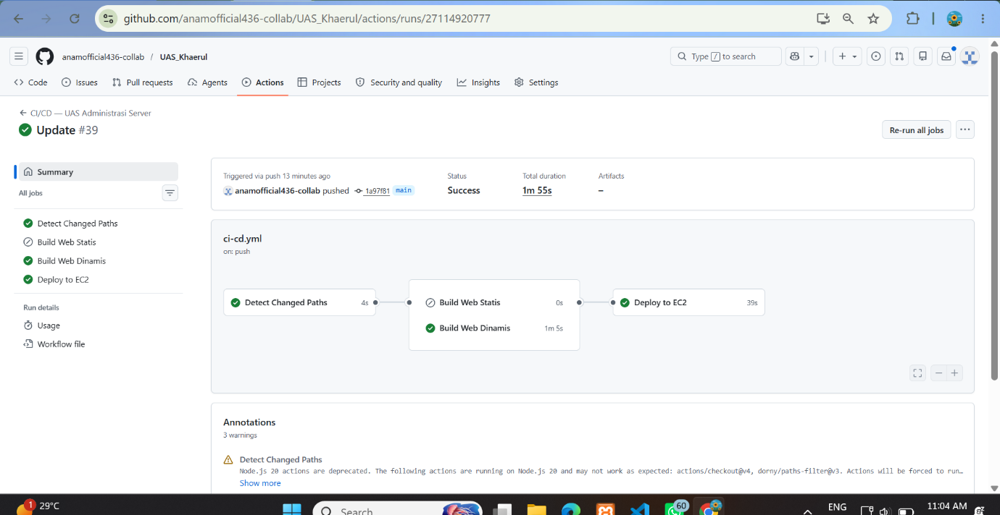 github.com/anamofficial436-collab/UAS_Khaerul/actions/runs/27114920777
anamofficial436-collab / UAS_Khaerul
Type / to search
Code Issues Pull requests Agents Actions Projects Security and quality Insights Settings
CI/CD — UAS Administrasi Server
Update #39
Re-run all jobs
Summary
All jobs
Detect Changed Paths
Build Web Statis
Build Web Dinamis
Deploy to EC2
Run details
Usage
Workflow file
Triggered via push 13 minutes ago
anamofficial436-collab pushed 1a97f81 main
Status
Success
Total duration
1m 55s
Artifacts
–
ci-cd.yml
on: push
Detect Changed Paths 4s
Build Web Statis 0s
Build Web Dinamis 1m 5s
Deploy to EC2 39s
Annotations
3 warnings
Detect Changed Paths
Node.js 20 actions are deprecated. The following actions are running on Node.js 20 and may not work as expected: actions/checkout@v4, dorny/paths-filter@v3. Actions will be forced to run…
Show more
1
29°C
Search
60
ENG
11:04 AM